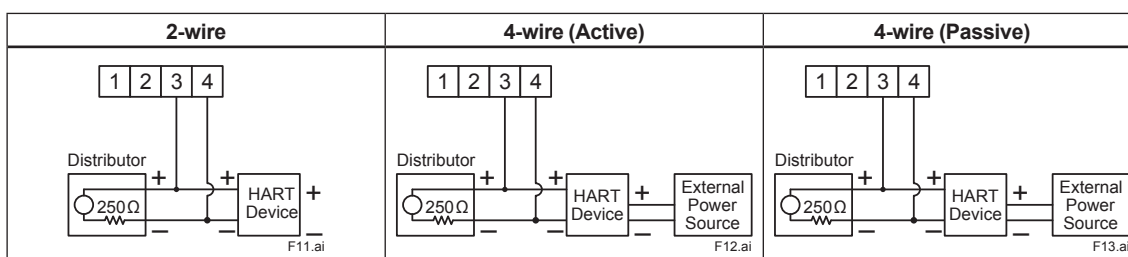 2-wire
4-wire (Active)
4-wire (Passive)
1 2 3 4
Distributor
+
+
250Ω
HART
Device
+
−
−
−
F11.ai
1 2 3 4
Distributor
+
+
250Ω
HART
Device
+
External
Power
Source
−
−
−
F12.ai
1 2 3 4
Distributor
+
+
250Ω
HART
Device
+
External
Power
Source
−
−
−
F13.ai